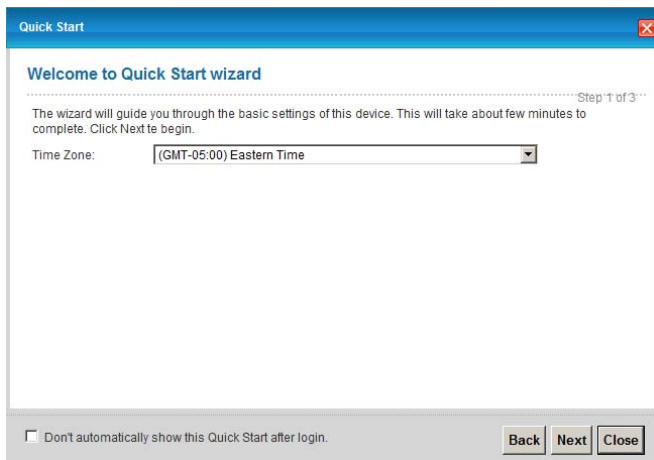 Quick Start
Welcome to Quick Start wizard
Step 1 of 3
The wizard will guide you through the basic settings of this device. This will take about few minutes to
complete. Click Next te begin.
Time Zone: (GMT-05:00) Eastern Time
Don't automatically show this Quick Start after login.
Back Next Close